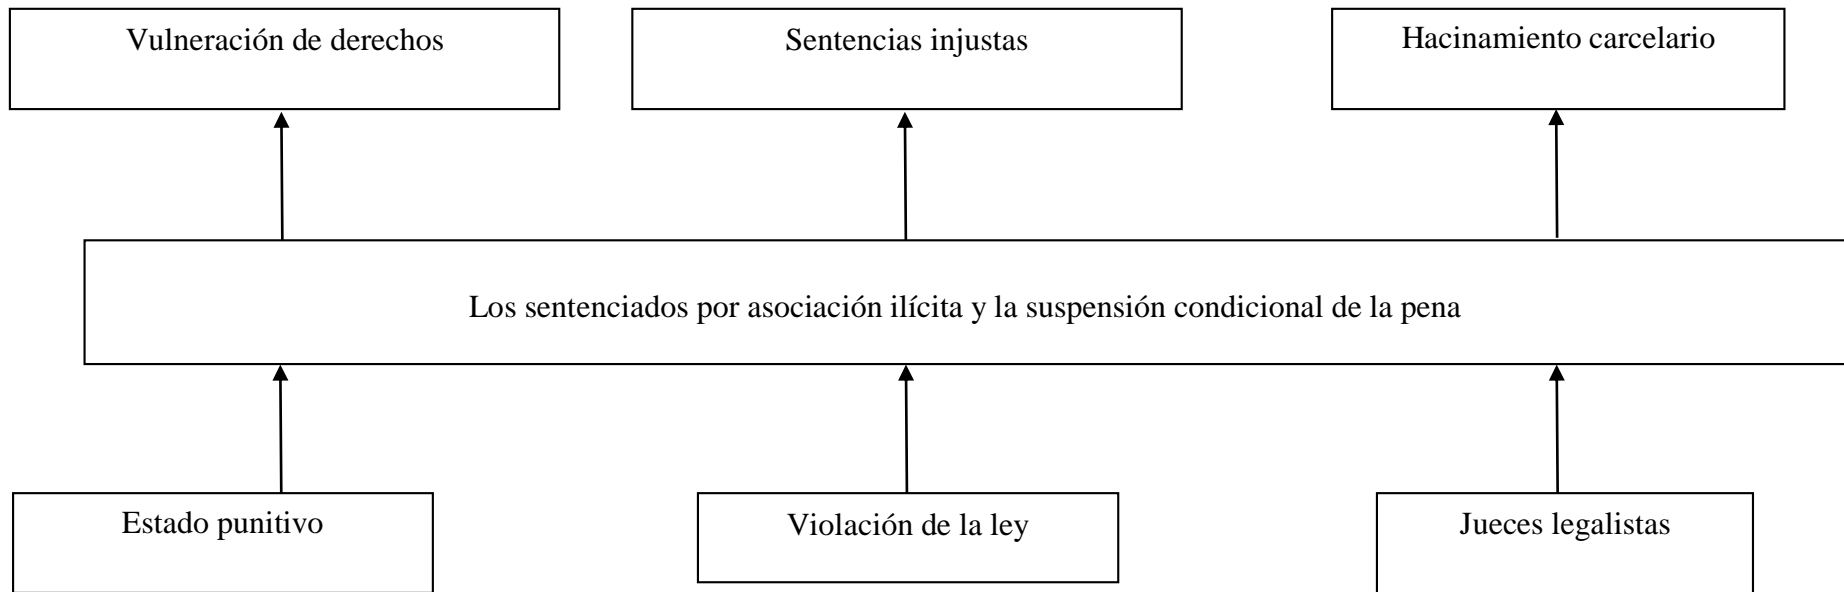 Vulneración de derechos
Sentencias injustas
Hacinamiento carcelario
Los sentenciados por asociación ilícita y la suspensión condicional de la pena
Estado punitivo
Violación de la ley
Jueces legalistas